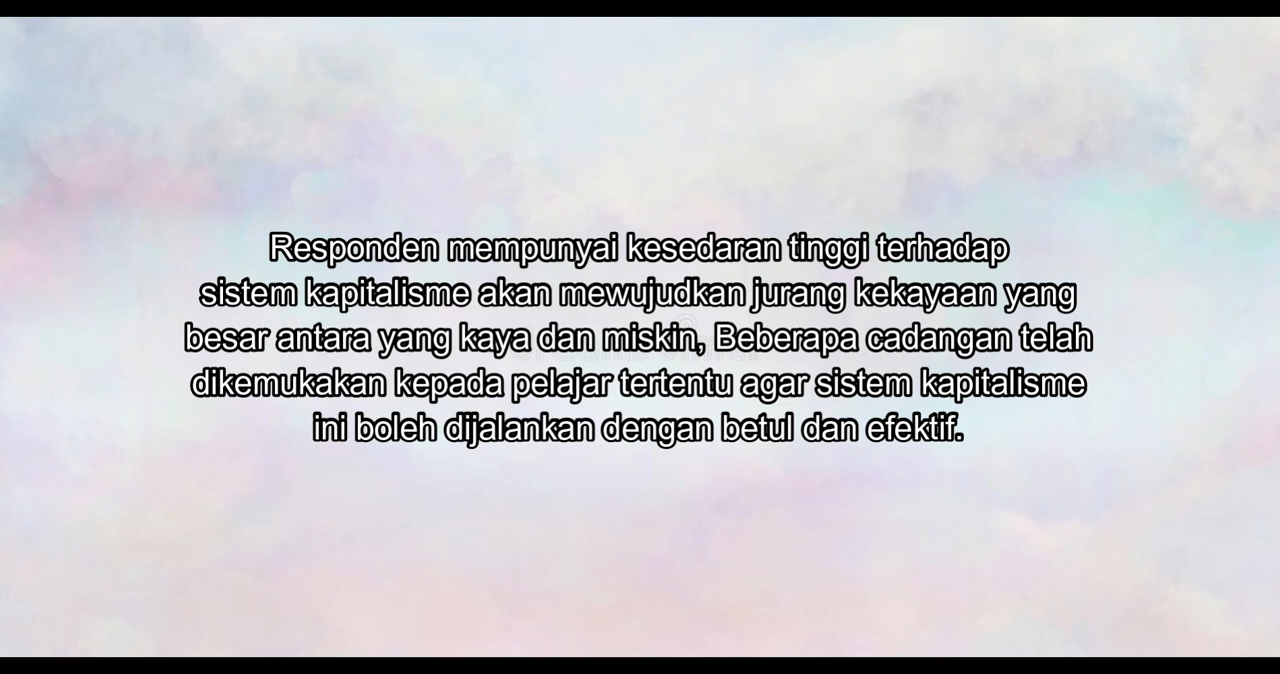 Responden mempunyai kesedaran tinggi terhadap
sistem kapitalisme akan mewujudkan jurang kekayaan yang
besar antara yang kaya dan miskin, Beberapa cadangan telah
dikemukakan kepada pelajar tertentu agar sistem kapitalisme
ini boleh dijalankan dengan betul dan efektif.